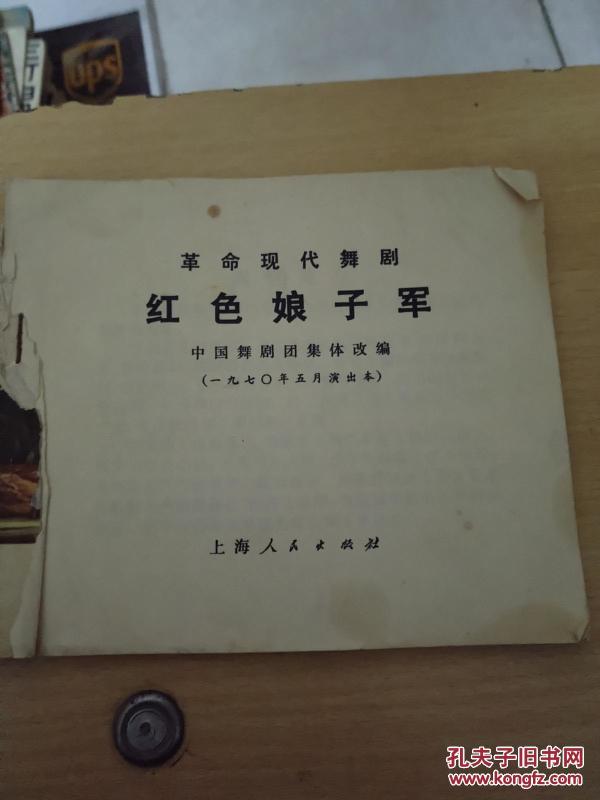 ups
革命现代舞剧
红色娘子军
中国舞剧团集体改编
(一九七〇年五月演出本)
上海人民出版社
孔夫子旧书网
www.kongfz.com